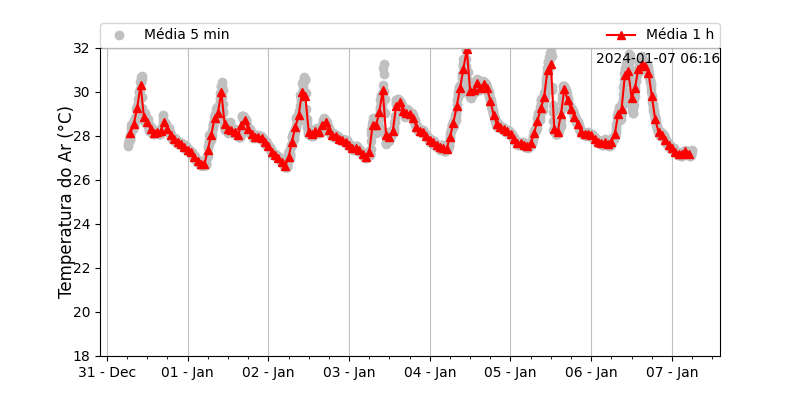 Média 5 min
Média 1 h
2024-01-07 06:16
Temperatura do Ar (°C)
32
30
28
26
24
22
20
18
31 - Dec
01 - Jan
02 - Jan
03 - Jan
04 - Jan
05 - Jan
06 - Jan
07 - Jan